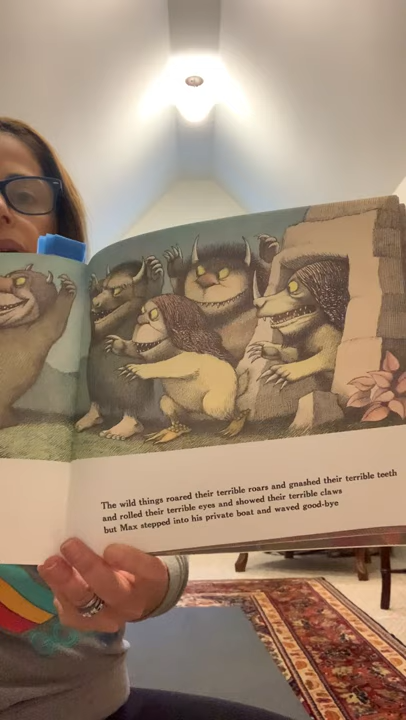 The wild things roared their terrible roars and gnashed their terrible teeth
and rolled their terrible eyes and showed their terrible claws
but Max stepped into his private boat and waved good-bye